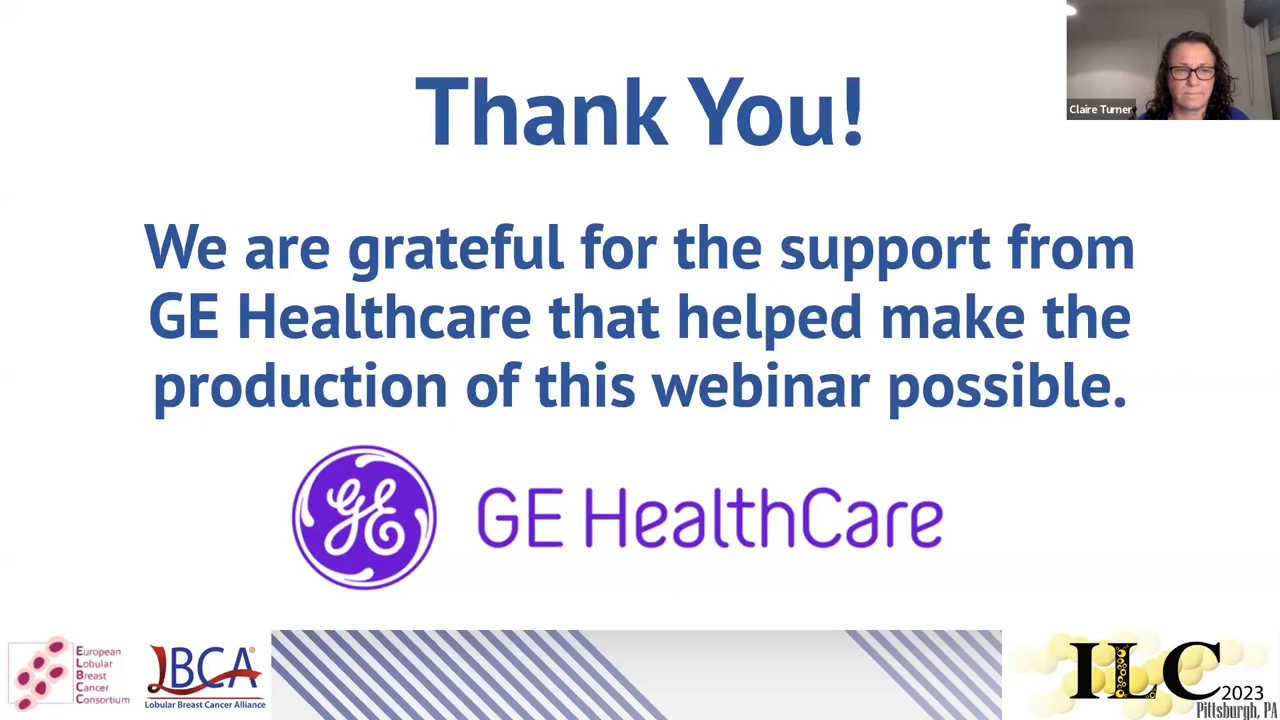 Thank You!
Claire Turner
We are grateful for the support from
GE Healthcare that helped make the
production of this webinar possible.
GE
GE HealthCare
European
Lobular
Breast
Cancer
Consortium
LBCA®
Lobular Breast Cancer Alliance
ILC
2023
Pittsburgh, PA